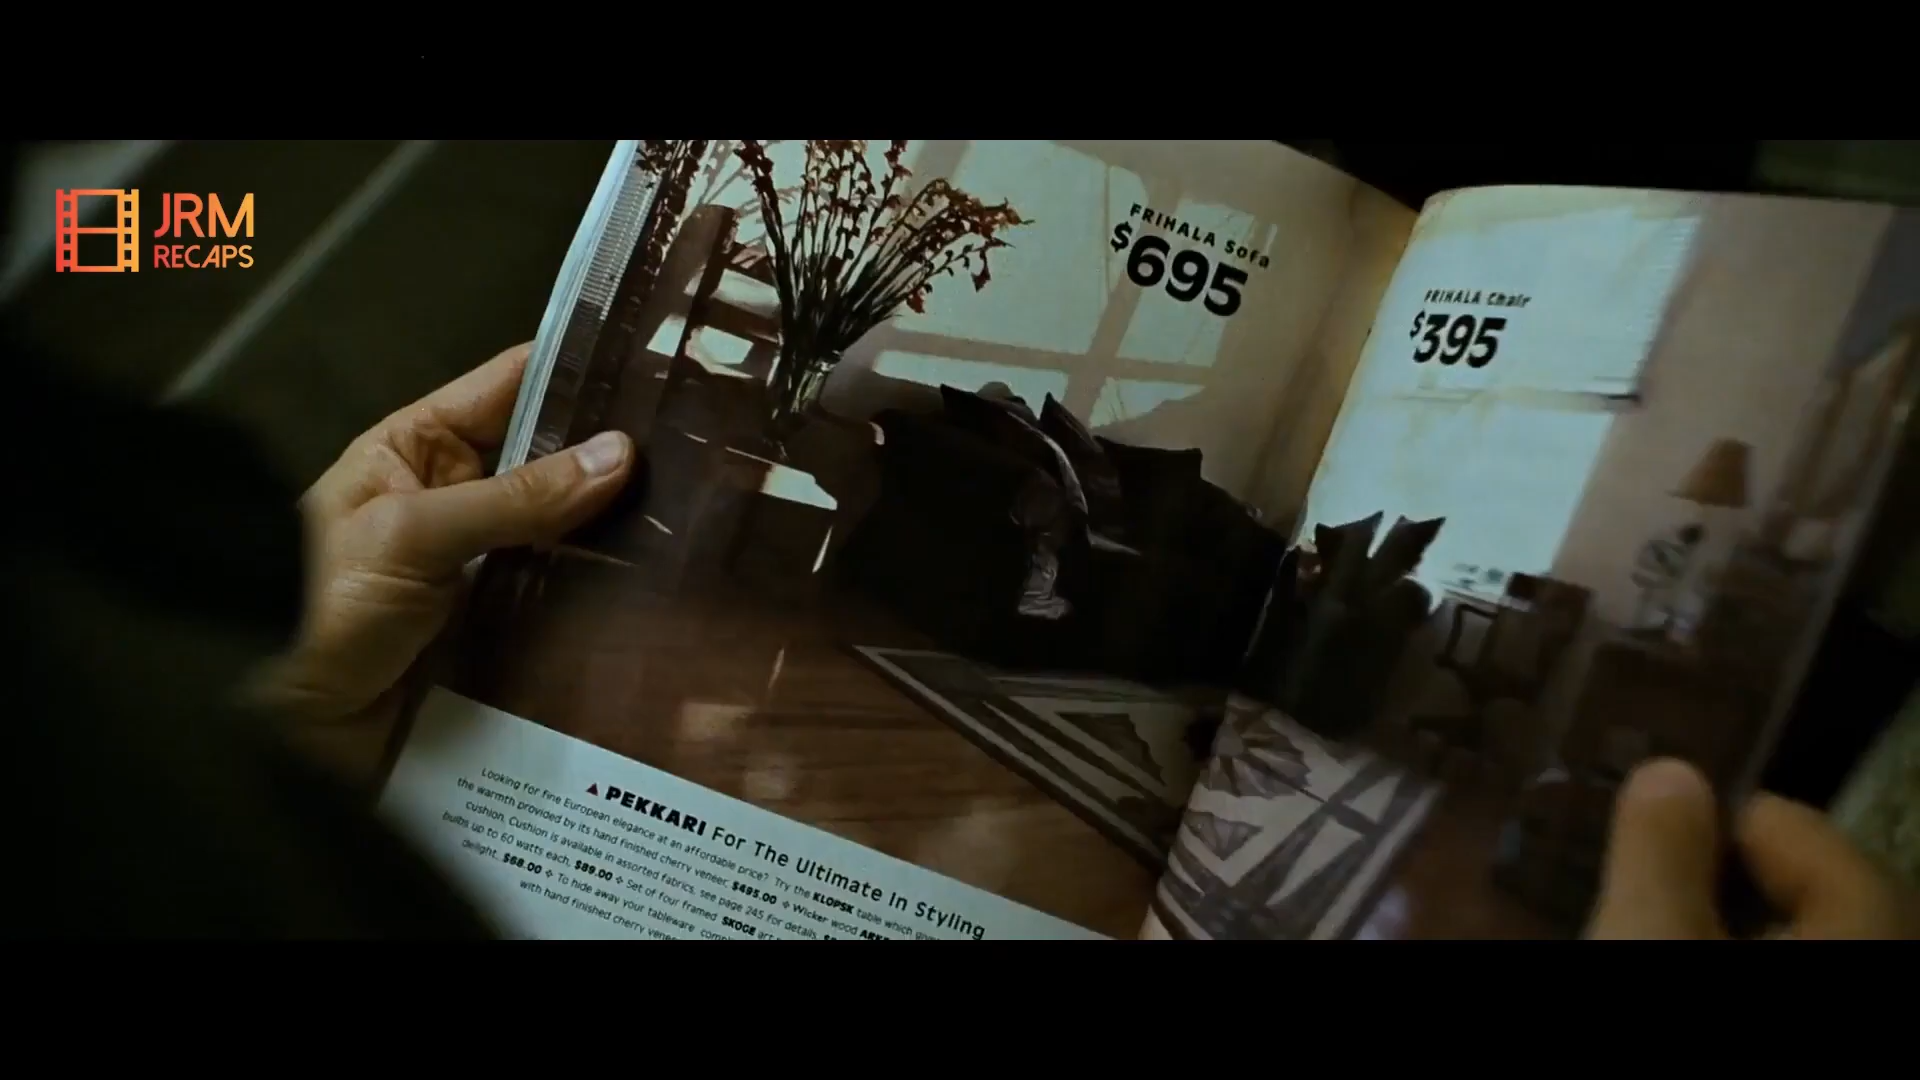 JRM
RECAPS
FRIHALA Sofa
$695
FRIHALA Chair
$395
▲ PEKKARI For The Ultimate In Styling
Looking for fine European elegance at an affordable price? Try the KLOPSK table which
the warmth provided by its hand finished cherry veneer. $495.00 ✧ Wicker wood
cushion. Cushion is available in assorted fabrics, see page 245 for details.
bulbs up to 60 watts each. $89.00 ✧ Set of four framed SKOGE art
delight. $68.00 ✧ To hide away your tableware
with hand finished cherry